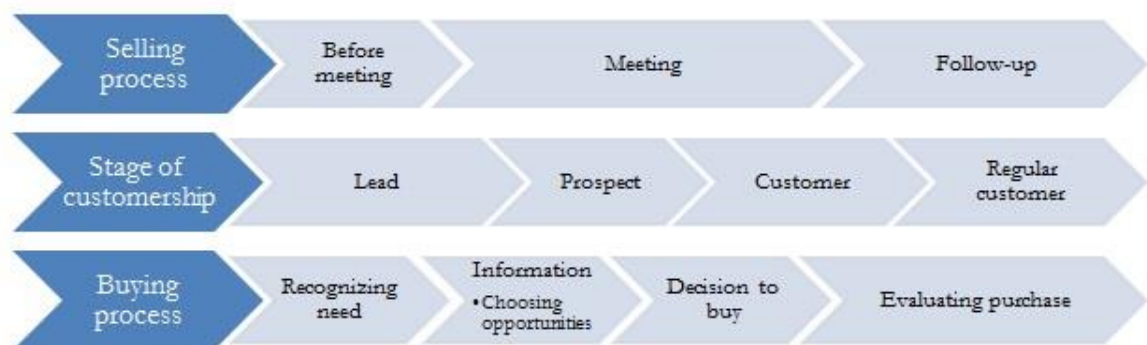 Selling
process
Before
meeting
Meeting
Follow-up
Stage of
customership
Lead
Prospect
Customer
Regular
customer
Buying
process
Recognizing
need
Information
•Choosing
opportunities
Decision to
buy
Evaluating purchase